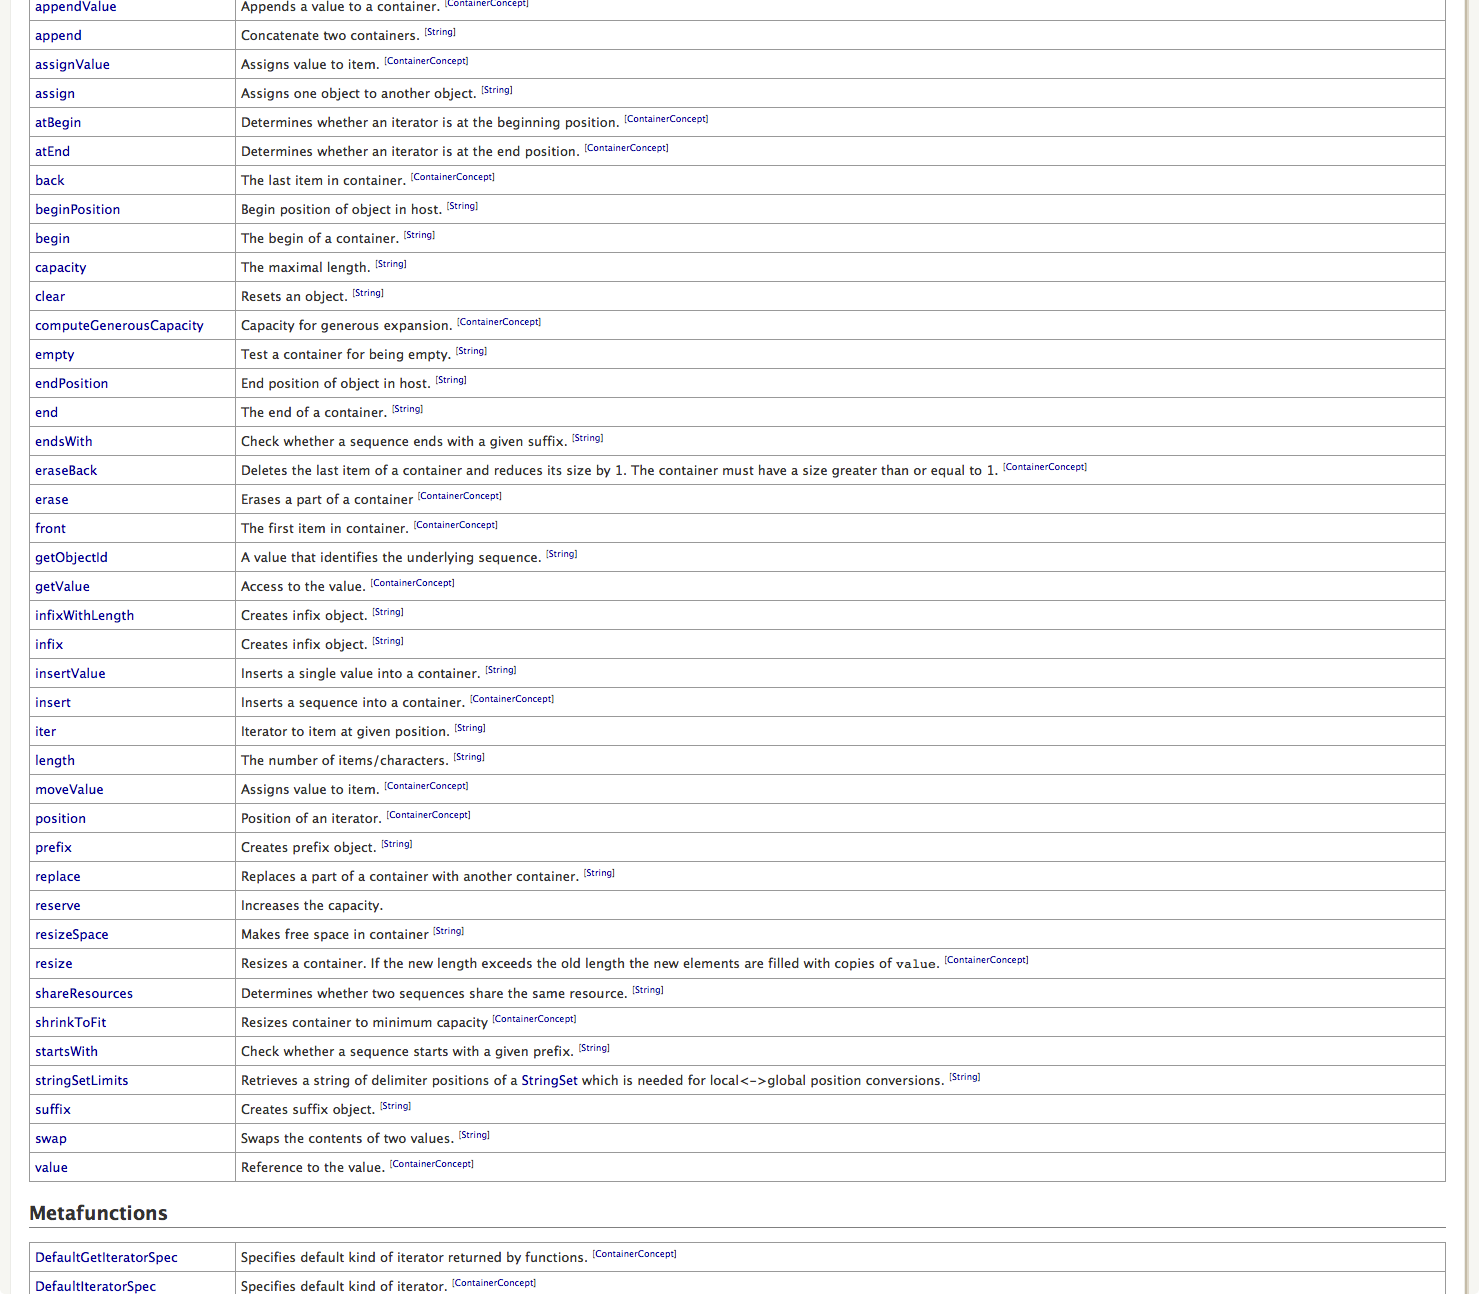 appendValue Appends a value to a container. [ContainerConcept]
append Concatenate two containers. [String]
assignValue Assigns value to item. [ContainerConcept]
assign Assigns one object to another object. [String]
atBegin Determines whether an iterator is at the beginning position. [ContainerConcept]
atEnd Determines whether an iterator is at the end position. [ContainerConcept]
back The last item in container. [ContainerConcept]
beginPosition Begin position of object in host. [String]
begin The begin of a container. [String]
capacity The maximal length. [String]
clear Resets an object. [String]
computeGenerousCapacity Capacity for generous expansion. [ContainerConcept]
empty Test a container for being empty. [String]
endPosition End position of object in host. [String]
end The end of a container. [String]
endsWith Check whether a sequence ends with a given suffix. [String]
eraseBack Deletes the last item of a container and reduces its size by 1. The container must have a size greater than or equal to 1. [ContainerConcept]
erase Erases a part of a container [ContainerConcept]
front The first item in container. [ContainerConcept]
getObjectId A value that identifies the underlying sequence. [String]
getValue Access to the value. [ContainerConcept]
infixWithLength Creates infix object. [String]
infix Creates infix object. [String]
insertValue Inserts a single value into a container. [String]
insert Inserts a sequence into a container. [ContainerConcept]
iter Iterator to item at given position. [String]
length The number of items/characters. [String]
moveValue Assigns value to item. [ContainerConcept]
position Position of an iterator. [ContainerConcept]
prefix Creates prefix object. [String]
replace Replaces a part of a container with another container. [String]
reserve Increases the capacity.
resizeSpace Makes free space in container [String]
resize Resizes a container. If the new length exceeds the old length the new elements are filled with copies of value. [ContainerConcept]
shareResources Determines whether two sequences share the same resource. [String]
shrinkToFit Resizes container to minimum capacity [ContainerConcept]
startsWith Check whether a sequence starts with a given prefix. [String]
stringSetLimits Retrieves a string of delimiter positions of a StringSet which is needed for local<->global position conversions. [String]
suffix Creates suffix object. [String]
swap Swaps the contents of two values. [String]
value Reference to the value. [ContainerConcept]
Metafunctions
DefaultGetIteratorSpec Specifies default kind of iterator returned by functions. [ContainerConcept]
DefaultIteratorSpec Specifies default kind of iterator. [ContainerConcept]